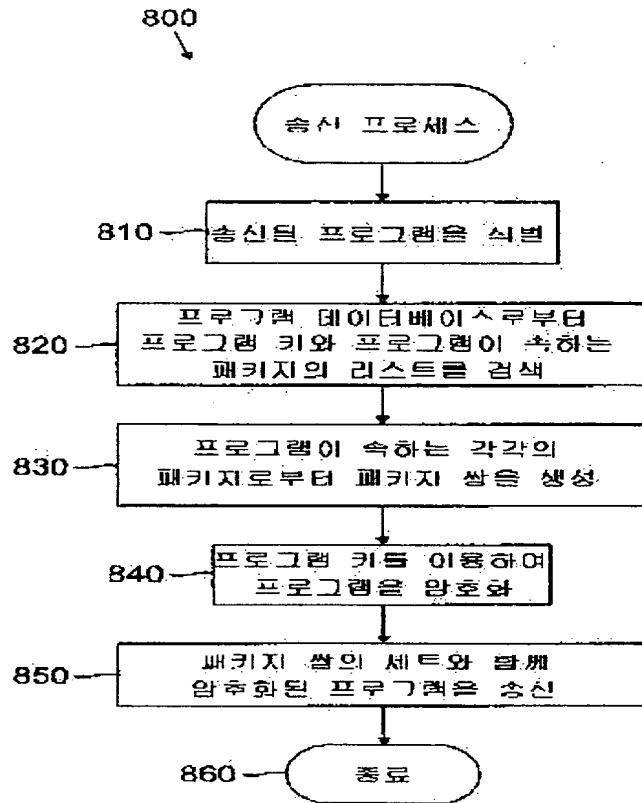 800
송신 프로세스
810
송신될 프로그램을 식별
820
프로그램 데이터베이스로부터
프로그램 키와 프로그램이 속하는
패키지의 리스트를 검색
830
프로그램이 속하는 각각의
패키지로부터 패키지 쌍을 생성
840
프로그램 키를 이용하여
프로그램을 암호화
850
패키지 쌍의 세트와 함께
암호화된 프로그램을 송신
860
종료